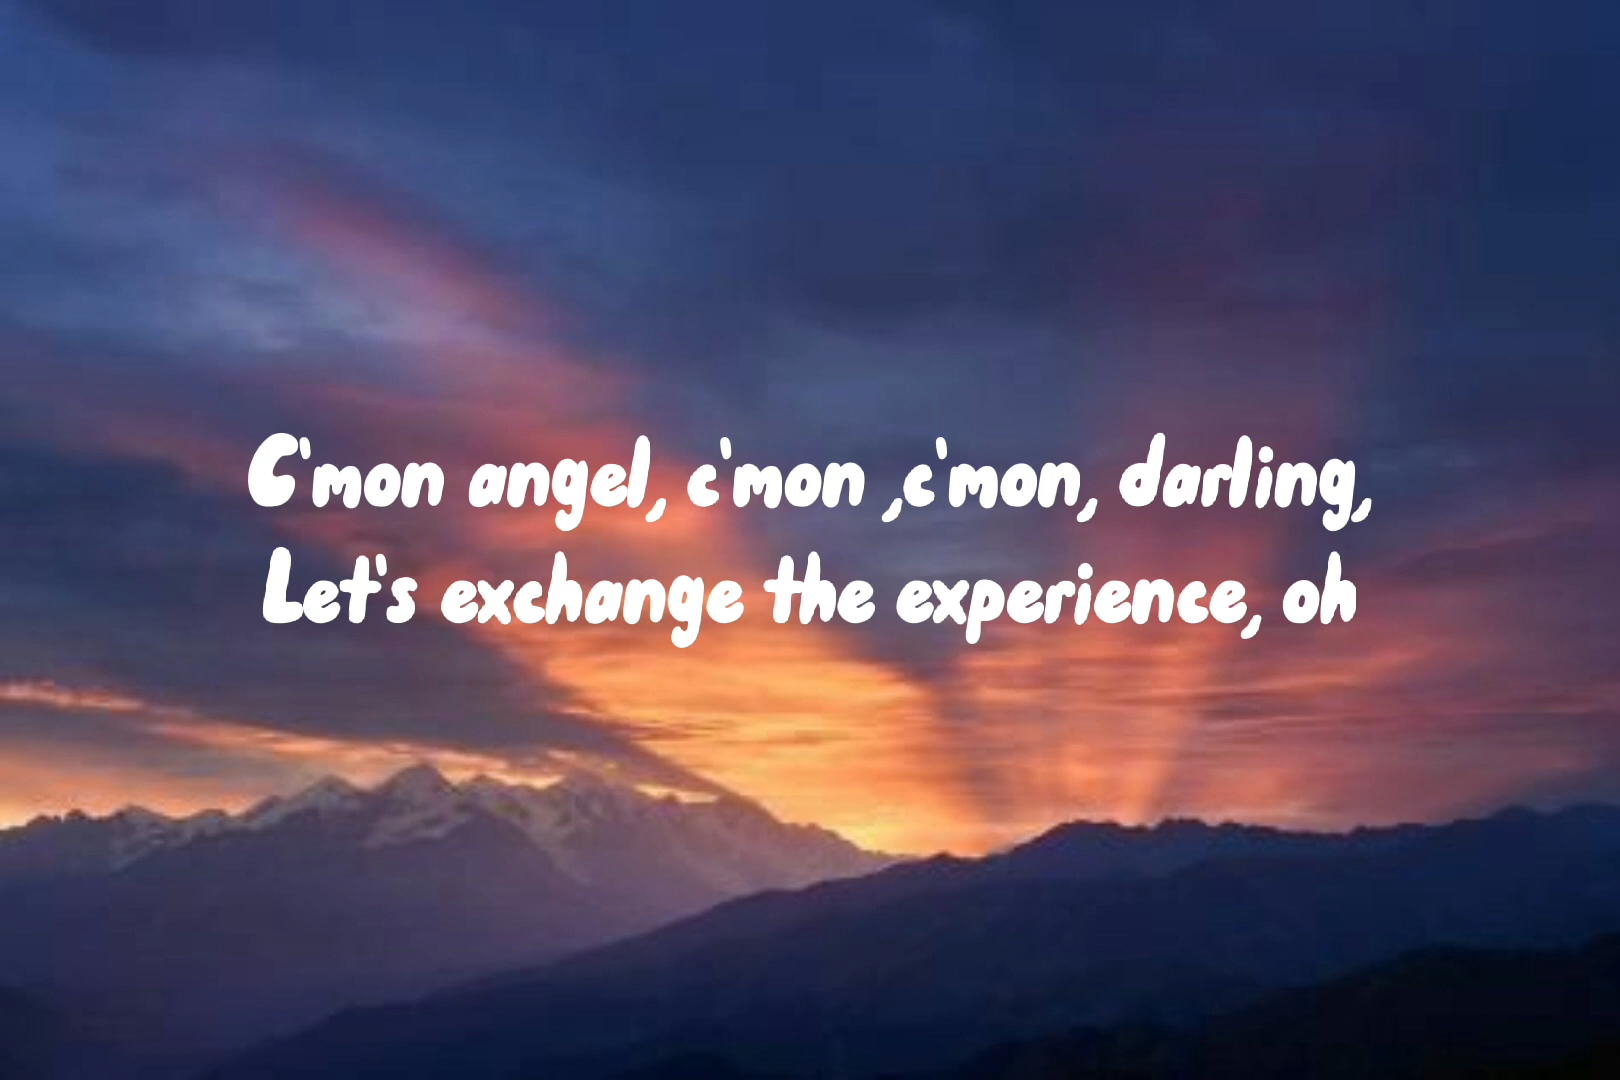 C'mon angel, c'mon ,c'mon, darling,
Let's exchange the experience, oh